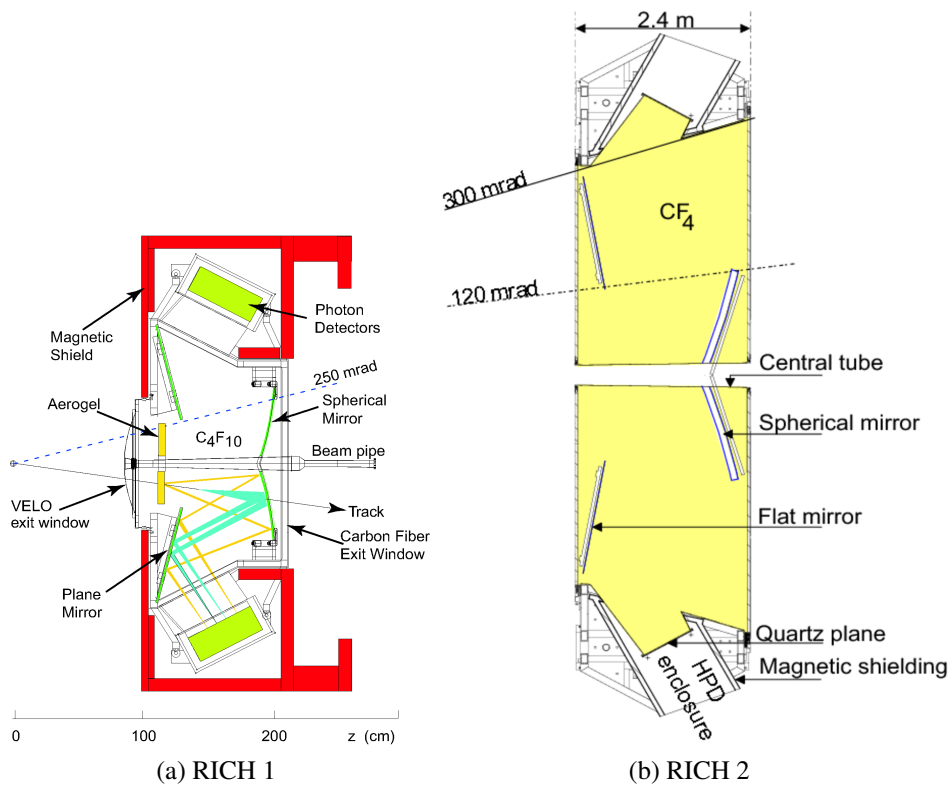 Magnetic
Shield
Aerogel
VELO
exit window
Plane
Mirror
C4F10
250 mrad
Photon
Detectors
Spherical
Mirror
Beam pipe
Track
Carbon Fiber
Exit Window
0
100
200
z (cm)
(a) RICH 1
2.4 m
300 mrad
CF4
120 mrad
Central tube
Spherical mirror
Flat mirror
Quartz plane
Magnetic shielding
HPD
enclosure
(b) RICH 2